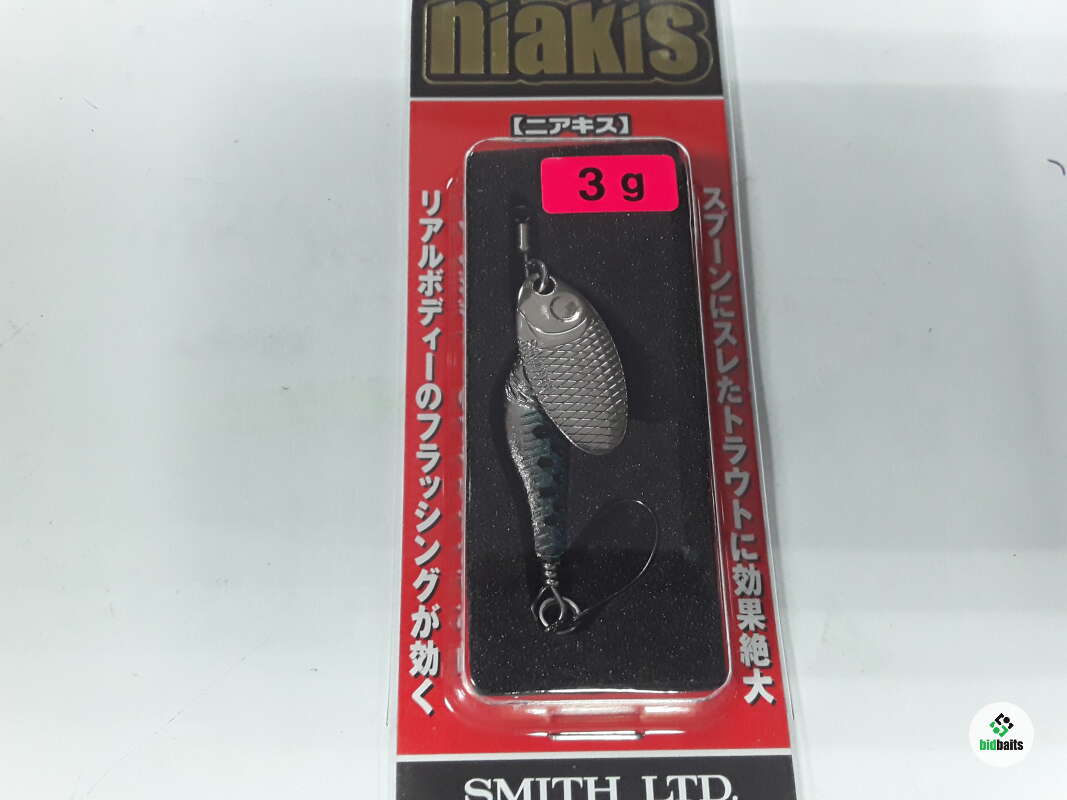 niakis
【ニアキス】
3g
スプーンにスレたトラウトに効果絶大
リアルボディーのフラッシングが効く
SMITH LTD.
bidbaits